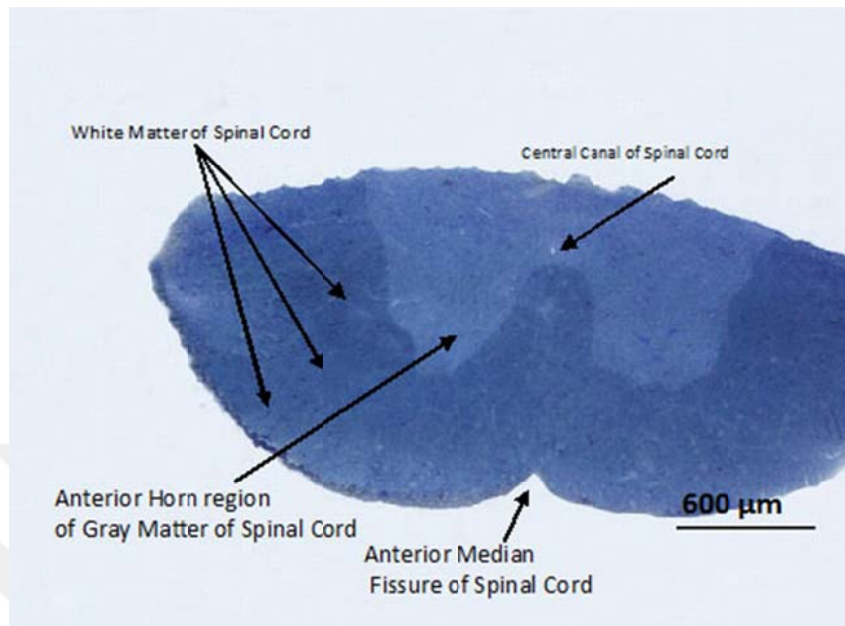 White Matter of Spinal Cord
Central Canal of Spinal Cord
Anterior Horn region
of Gray Matter of Spinal Cord
600 µm
Anterior Median
Fissure of Spinal Cord